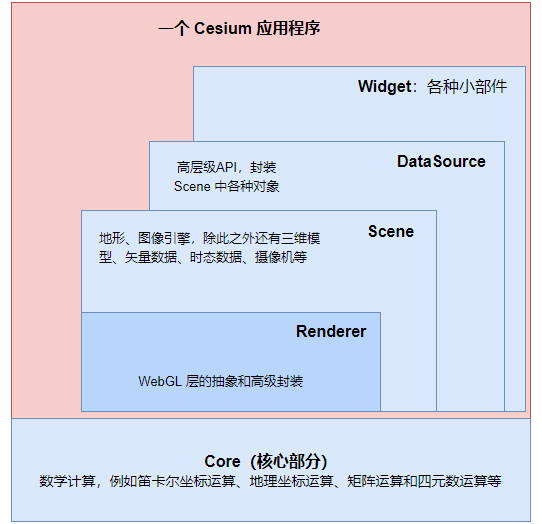 一个 Cesium 应用程序
Widget：各种小部件
高层级API，封装
Scene 中各种对象
DataSource
地形、图像引擎，除此之外还有三维模
型、矢量数据、时态数据、摄像机等
Scene
Renderer
WebGL 层的抽象和高级封装
Core（核心部分）
数学计算，例如笛卡尔坐标运算、地理坐标运算、矩阵运算和四元数运算等